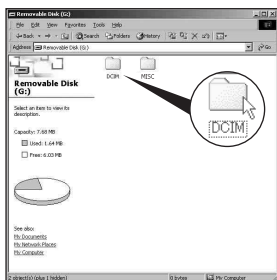 Removable Disk (G:)
File Edit View Favorites Tools Help
Back Search Folders History
Address Removable Disk (G:) Go
Removable Disk
(G:)
Select an item to view its
description.
Capacity: 7.68 MB
Used: 1.64 MB
Free: 6.03 MB
See also:
My Documents
My Network Places
My Computer
DCIM MISC
DCIM
2 object(s) (plus 1 hidden) 0 bytes My Computer